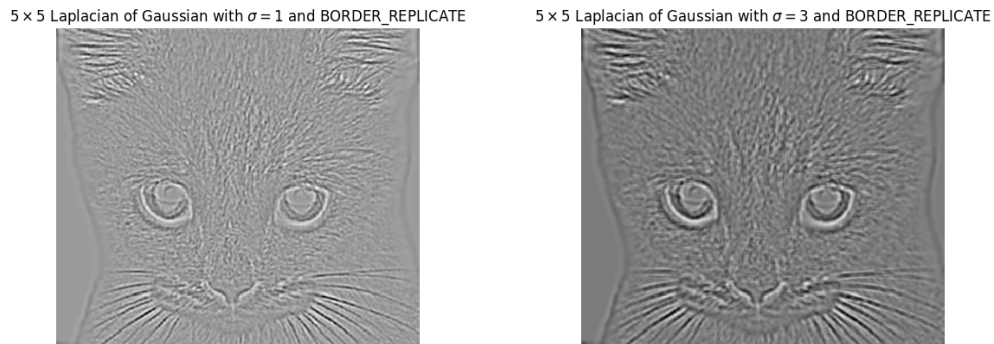 5 × 5 Laplacian of Gaussian with σ = 1 and BORDER_REPLICATE
5 × 5 Laplacian of Gaussian with σ = 3 and BORDER_REPLICATE